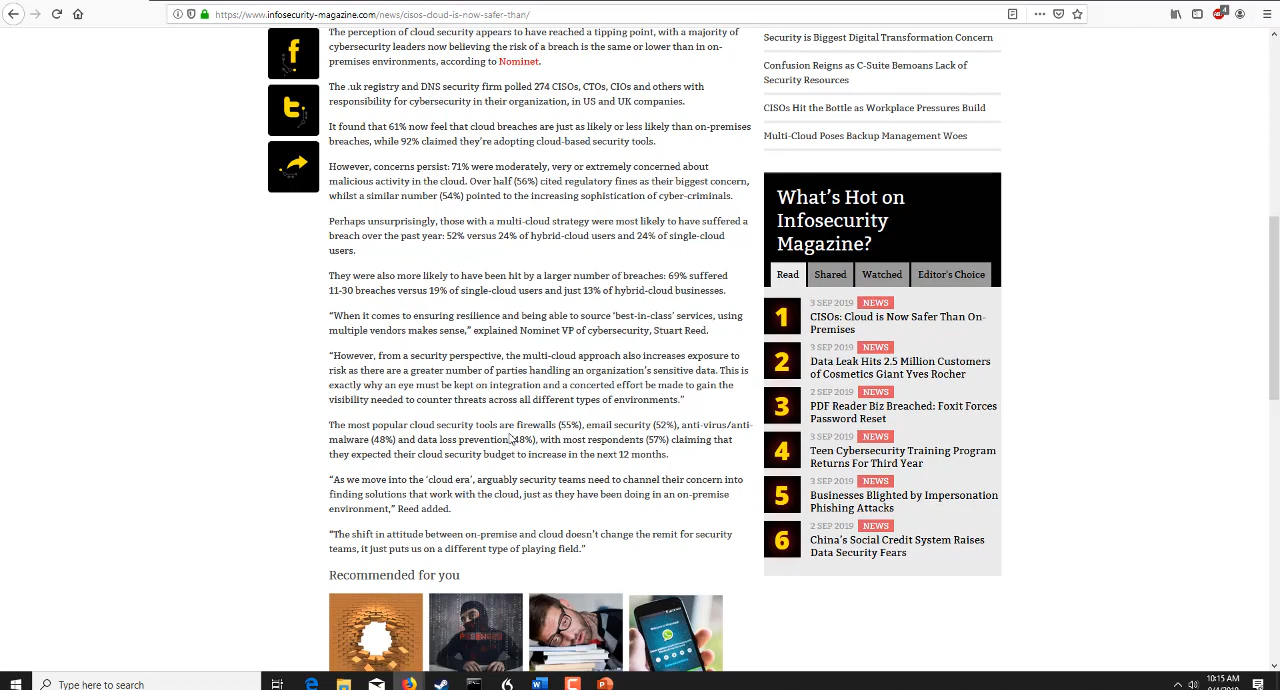 https://www.infosecurity-magazine.com/news/cisos-cloud-is-now-safer-than/
4
The perception of cloud security appears to have reached a tipping point, with a majority of
cybersecurity leaders now believing the risk of a breach is the same or lower than in on-
premises environments, according to Nominet.
The .uk registry and DNS security firm polled 274 CISOs, CTOs, CIOs and others with
responsibility for cybersecurity in their organization, in US and UK companies.
It found that 61% now feel that cloud breaches are just as likely or less likely than on-premises
breaches, while 92% claimed they're adopting cloud-based security tools.
However, concerns persist: 71% were moderately, very or extremely concerned about
malicious activity in the cloud. Over half (56%) cited regulatory fines as their biggest concern,
whilst a similar number (54%) pointed to the increasing sophistication of cyber-criminals.
Perhaps unsurprisingly, those with a multi-cloud strategy were most likely to have suffered a
breach over the past year: 52% versus 24% of hybrid-cloud users and 24% of single-cloud
users.
They were also more likely to have been hit by a larger number of breaches: 69% suffered
11-30 breaches versus 19% of single-cloud users and just 13% of hybrid-cloud businesses.
“When it comes to ensuring resilience and being able to source ‘best-in-class’ services, using
multiple vendors makes sense,” explained Nominet VP of cybersecurity, Stuart Reed.
“However, from a security perspective, the multi-cloud approach also increases exposure to
risk as there are a greater number of parties handling an organization’s sensitive data. This is
exactly why an eye must be kept on integration and a concerted effort be made to gain the
visibility needed to counter threats across all different types of environments.”
The most popular cloud security tools are firewalls (55%), email security (52%), anti-virus/anti-
malware (48%) and data loss prevention (48%), with most respondents (57%) claiming that
they expected their cloud security budget to increase in the next 12 months.
“As we move into the ‘cloud era’, arguably security teams need to channel their concern into
finding solutions that work with the cloud, just as they have been doing in an on-premise
environment,” Reed added.
“The shift in attitude between on-premise and cloud doesn’t change the remit for security
teams, it just puts us on a different type of playing field.”
Recommended for you
Security is Biggest Digital Transformation Concern
Confusion Reigns as C-Suite Bemoans Lack of
Security Resources
CISOs Hit the Bottle as Workplace Pressures Build
Multi-Cloud Poses Backup Management Woes
What’s Hot on
Infosecurity
Magazine?
Read Shared Watched Editor's Choice
1
3 SEP 2019 NEWS
CISOs: Cloud is Now Safer Than On-
Premises
2
3 SEP 2019 NEWS
Data Leak Hits 2.5 Million Customers
of Cosmetics Giant Yves Rocher
3
2 SEP 2019 NEWS
PDF Reader Biz Breached: Foxit Forces
Password Reset
4
3 SEP 2019 NEWS
Teen Cybersecurity Training Program
Returns For Third Year
5
3 SEP 2019 NEWS
Businesses Blighted by Impersonation
Phishing Attacks
6
2 SEP 2019 NEWS
China’s Social Credit System Raises
Data Security Fears
Type here to search
10:15 AM